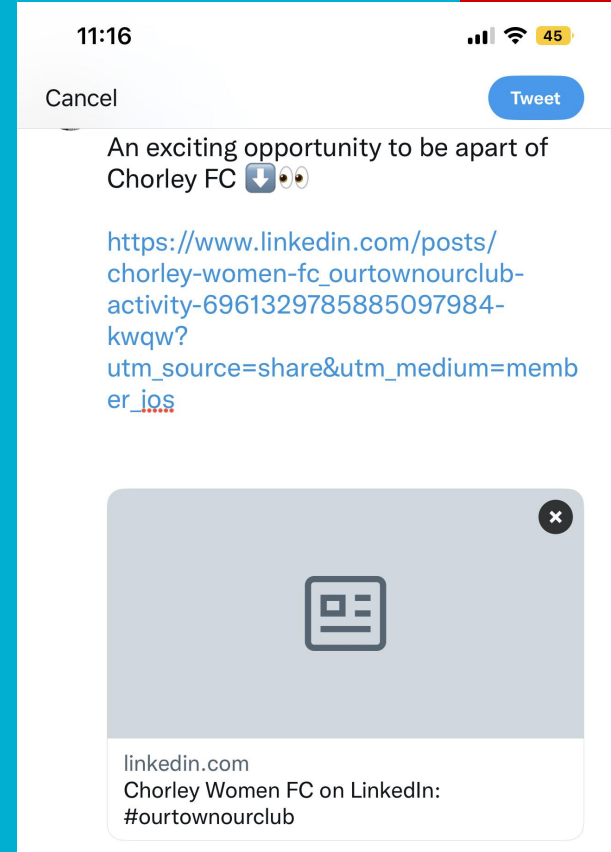 11:16
45
Cancel
Tweet
An exciting opportunity to be apart of
Chorley FC ⬇️👀
https://www.linkedin.com/posts/
chorley-women-fc_ourtownourclub-
activity-6961329785885097984-
kwqw?
utm_source=share&utm_medium=memb
er_ios
linkedin.com
Chorley Women FC on LinkedIn:
#ourtownourclub